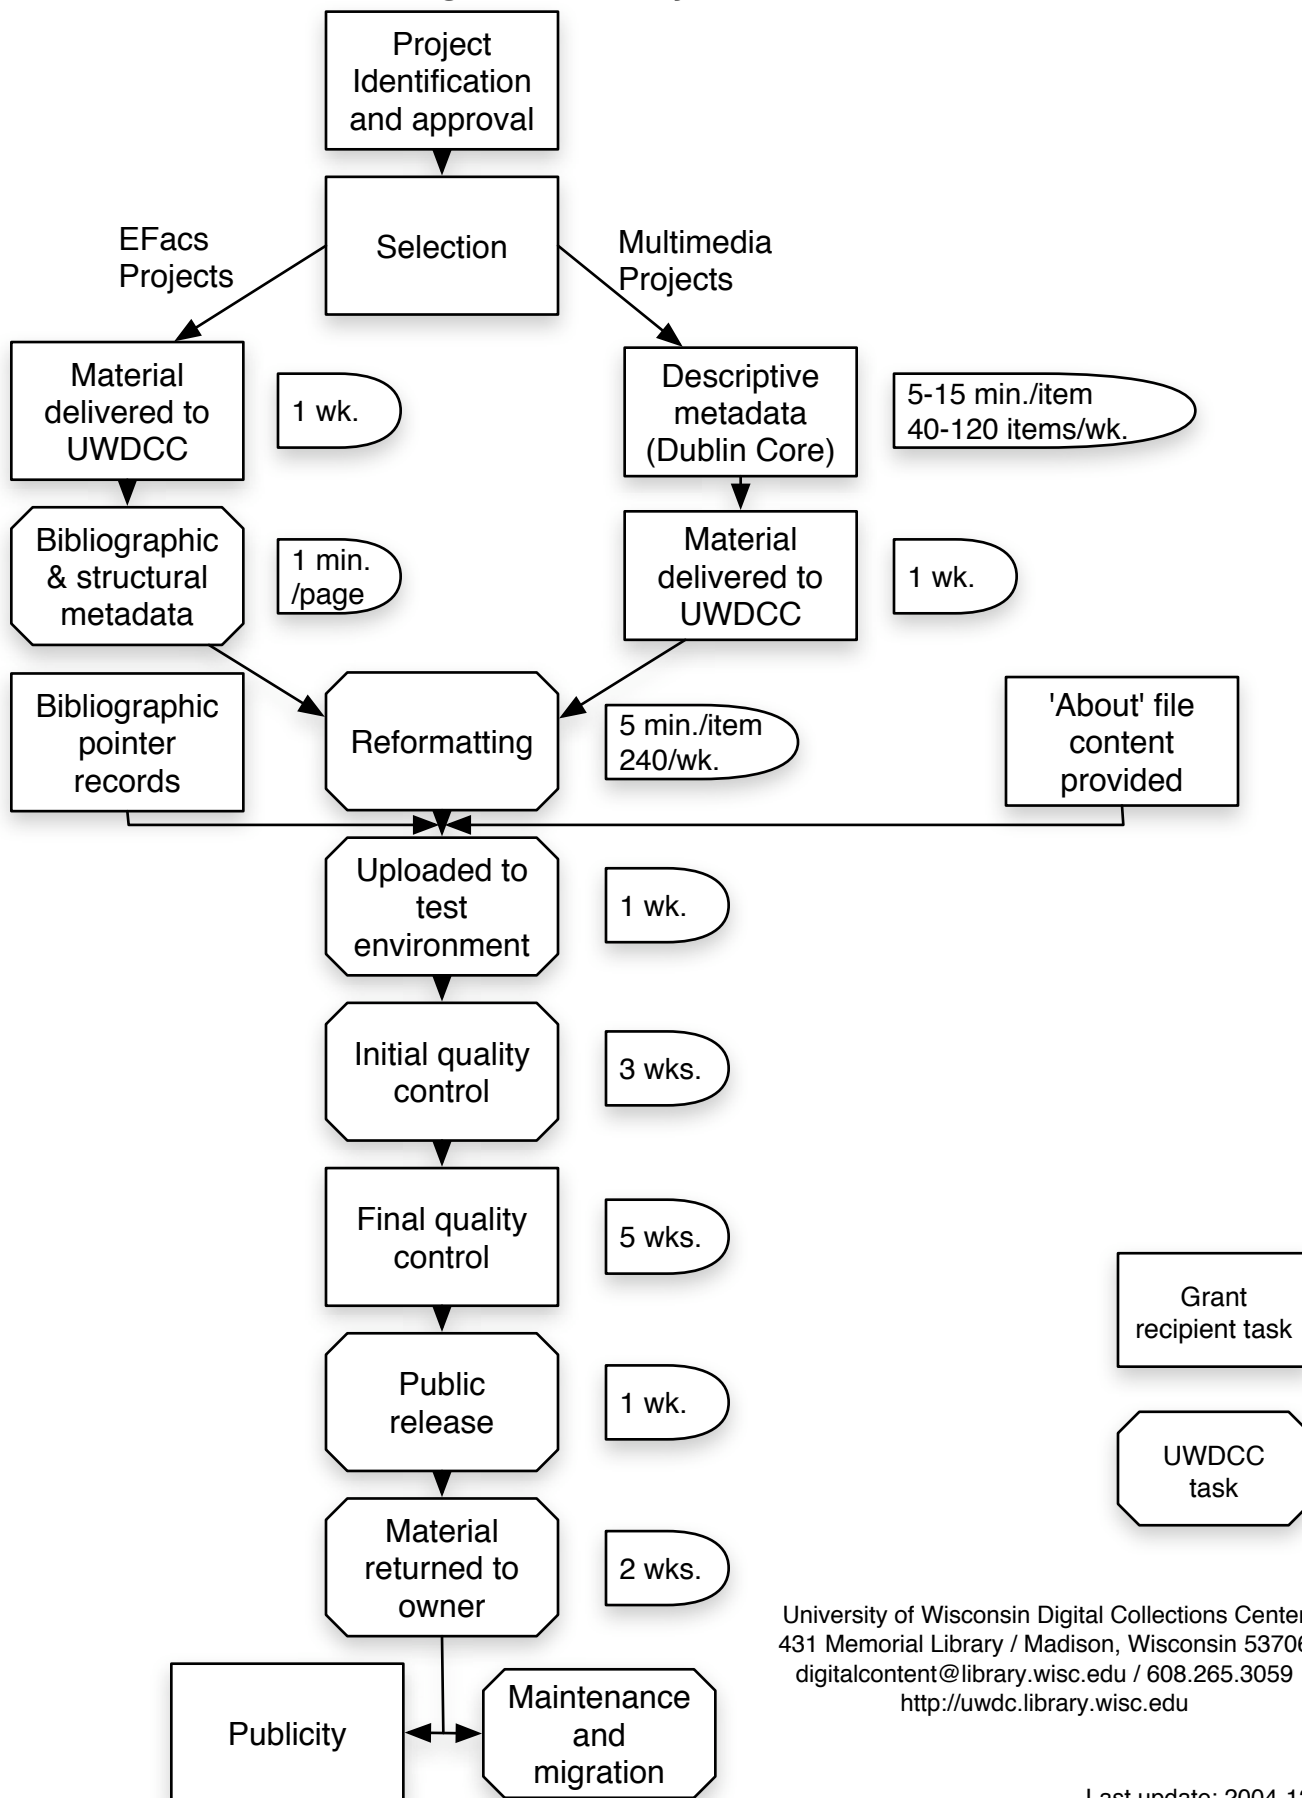 Project
Identification
and approval
Selection
EFacs
Projects
Multimedia
Projects
Material
delivered to
UWDCC
1 wk.
Descriptive
metadata
(Dublin Core)
5-15 min./item
40-120 items/wk.
Bibliographic
& structural
metadata
1 min.
/page
Material
delivered to
UWDCC
1 wk.
Bibliographic
pointer
records
Reformatting
5 min./item
240/wk.
'About' file
content
provided
Uploaded to
test
environment
1 wk.
Initial quality
control
3 wks.
Final quality
control
5 wks.
Grant
recipient task
Public
release
1 wk.
UWDCC
task
Material
returned to
owner
2 wks.
University of Wisconsin Digital Collections Center
431 Memorial Library / Madison, Wisconsin 53706
digitalcontent@library.wisc.edu / 608.265.3059
http://uwdc.library.wisc.edu
Publicity
Maintenance
and
migration
Last update: 2004-12